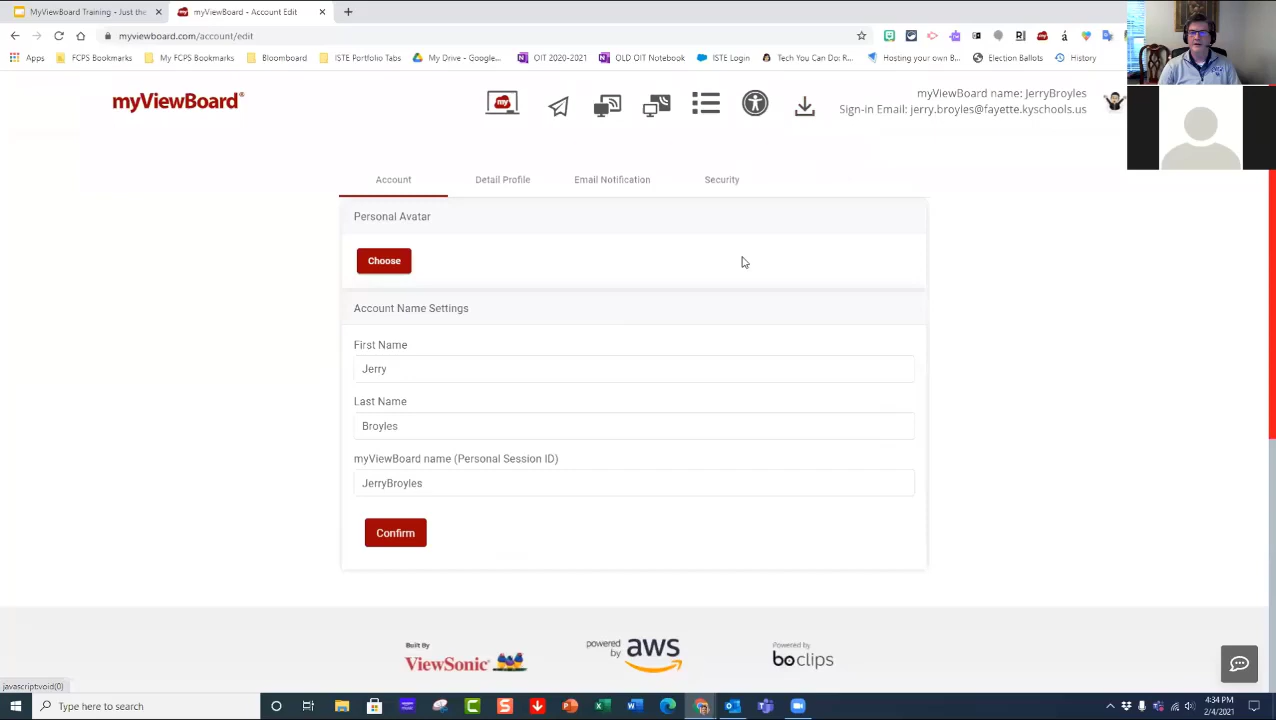 MyViewBoard Training - Just the
myViewBoard - Account Edit
myviewboard.com/account/edit
Apps
FCPS Bookmarks
My FCPS Bookmarks
Bloomboard
ISTE Portfolio Tabs
My Drive - Google...
OIT 2020-2021
OLD OIT Notebook
ISTE Login
Tech You Can Do: R...
Hosting your own B...
Election Ballots
History
myViewBoard®
myViewBoard name: JerryBroyles
Sign-in Email: jerry.broyles@fayette.kyschools.us
Account
Detail Profile
Email Notification
Security
Personal Avatar
Choose
Account Name Settings
First Name
Jerry
Last Name
Broyles
myViewBoard name (Personal Session ID)
JerryBroyles
Confirm
Built By
ViewSonic
powered by
aws
Powered by
boclips
javascript:void(0)
Type here to search
4:34 PM
2/4/2021